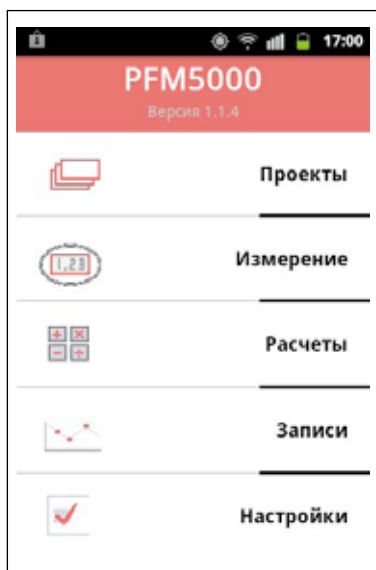 17:00
PFM5000
Версия 1.1.4
Проекты
1.23
Измерение
Расчеты
Записи
Настройки